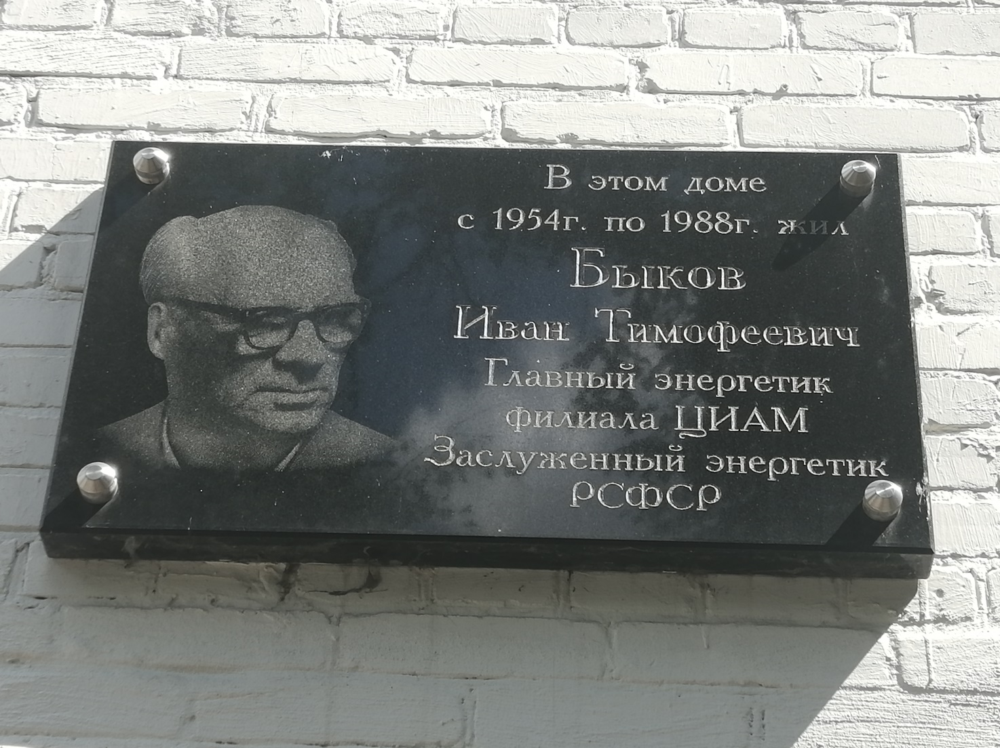 В этом доме
с 1954г. по 1988г. жил
Быков
Иван Тимофеевич
Главный энергетик
филиала ЦИАМ
Заслуженный энергетик
РСФСР